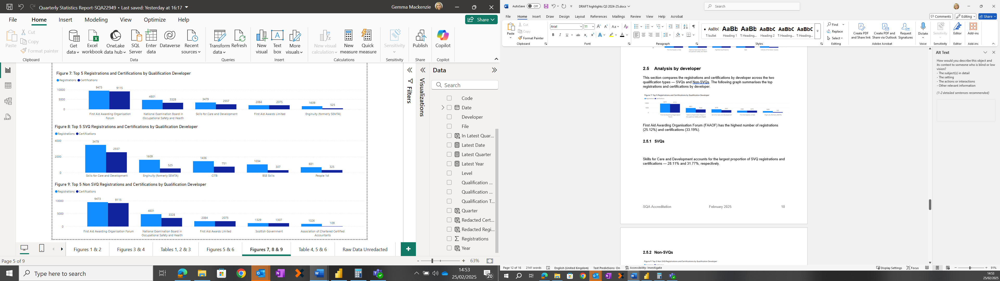 Quarterly Statistics Report-SQA22949 • Last saved: Yesterday at 16:17
Gemma Mackenzie
File Home Insert Modeling View Optimize Help
Share
Paste
Cut
Copy
Format painter
Get data
Excel workbook
OneLake data hub
SQL Server
Enter data
Dataverse
Recent sources
Transform data
Refresh
New visual
Text box
More visuals
New visual calculation
New measure
Quick measure
Sensitivity
Publish
Copilot
Clipboard Data Queries Insert Calculations Sensitivity Share Copilot
Figure 7: Top 5 Registrations and Certifications by Qualification Developer
Registrations Certifications
10000
5000
0
9473 9115
4801 3328
3479 2557
2084 2075
1609 525
First Aid Awarding Organisation Forum
National Examination Board in Occupational Safety and Health
Skills for Care and Development
First Aid Awards Limited
Enginuity (formerly SEMTA)
Figure 8: Top 5 SVQ Registrations and Certifications by Qualification Developer
Registrations Certifications
4000
2000
0
3479 2557
1609 525
1436 751
1034 307
681 325
Skills for Care and Development
Enginuity (formerly SEMTA)
CITB
BSE Skills
People 1st
Figure 9: Top 5 Non SVQ Registrations and Certifications by Qualification Developer
Registrations Certifications
10000
5000
0
9473 9115
4801 3328
2084 2075
1329 1307
1026 109
First Aid Awarding Organisation Forum
National Examination Board in Occupational Safety and Health
First Aid Awards Limited
Scottish Government
Association of Chartered Certified Accountants
Filters
Visualizations
Data
Search
Code
Date
Developer
File
In Latest Quar...
Latest Date
Latest Quarter
Latest Year
Level
Qualification ...
Qualification ...
Qualification T...
Quarter
Redacted Cert...
Redacted Regi...
Registrations
Year
Figures 1 & 2
Figures 3 & 4
Tables 1, 2 & 3
Figures 5 & 6
Figures 7, 8 & 9
Table 4, 5 & 6
Raw Data Unredacted
Page 5 of 9
63%
Type here to search
14:53
25/02/2025
20
AutoSave Off
DRAFT highlights Q3 2024-25.docx
Search
File Home Insert Draw Design Layout References Mailings Review View Help Acrobat
Comments Editing Share
Paste
Cut
Copy
Format Painter
Arial 11
AaBbC AaBb AaBb AaBbC AaBbC AaBbC
¶ bullet Heading 1 ¶ Heading... Heading 2 ¶ Heading... ¶ Heading...
Find
Replace
Select
Create PDF and Share link
Create PDF and Share via Outlook
Request Signatures
Dictate
Sensitivity
Editor
Add-ins
Clipboard Font Paragraph Styles Editing Adobe Acrobat Voice Sensitivity Editor Add-ins
2.5 Analysis by developer
This section compares the registrations and certifications by developer across the two
qualification types — SVQs and Non-SVQs. The following graph summarises the top
registrations and certifications by developer.
Figure 7: Top 5 Registrations and Certifications by Qualification Developer
First Aid Awarding Organisation Forum (FAAOF) has the highest number of registrations
(25.12%) and certifications (33.19%).
2.5.1 SVQs
Skills for Care and Development accounts for the largest proportion of SVQ registrations and
certifications — 28.11% and 31.77%, respectively.
SQA Accreditation February 2025 10
2.5.2 Non-SVQs
Figure 9: Top 5 Non SVQ Registrations and Certifications by Qualification Developer
Alt Text
How would you describe this object and
its context to someone who is blind or low
vision?
- The subject(s) in detail
- The setting
- The actions or interactions
- Other relevant information
(1-2 detailed sentences recommended)
Page 12 of 16 2141 words English (United Kingdom) Text Predictions: On Accessibility: Investigate
Display Settings Focus 91%
14:53
25/02/2025